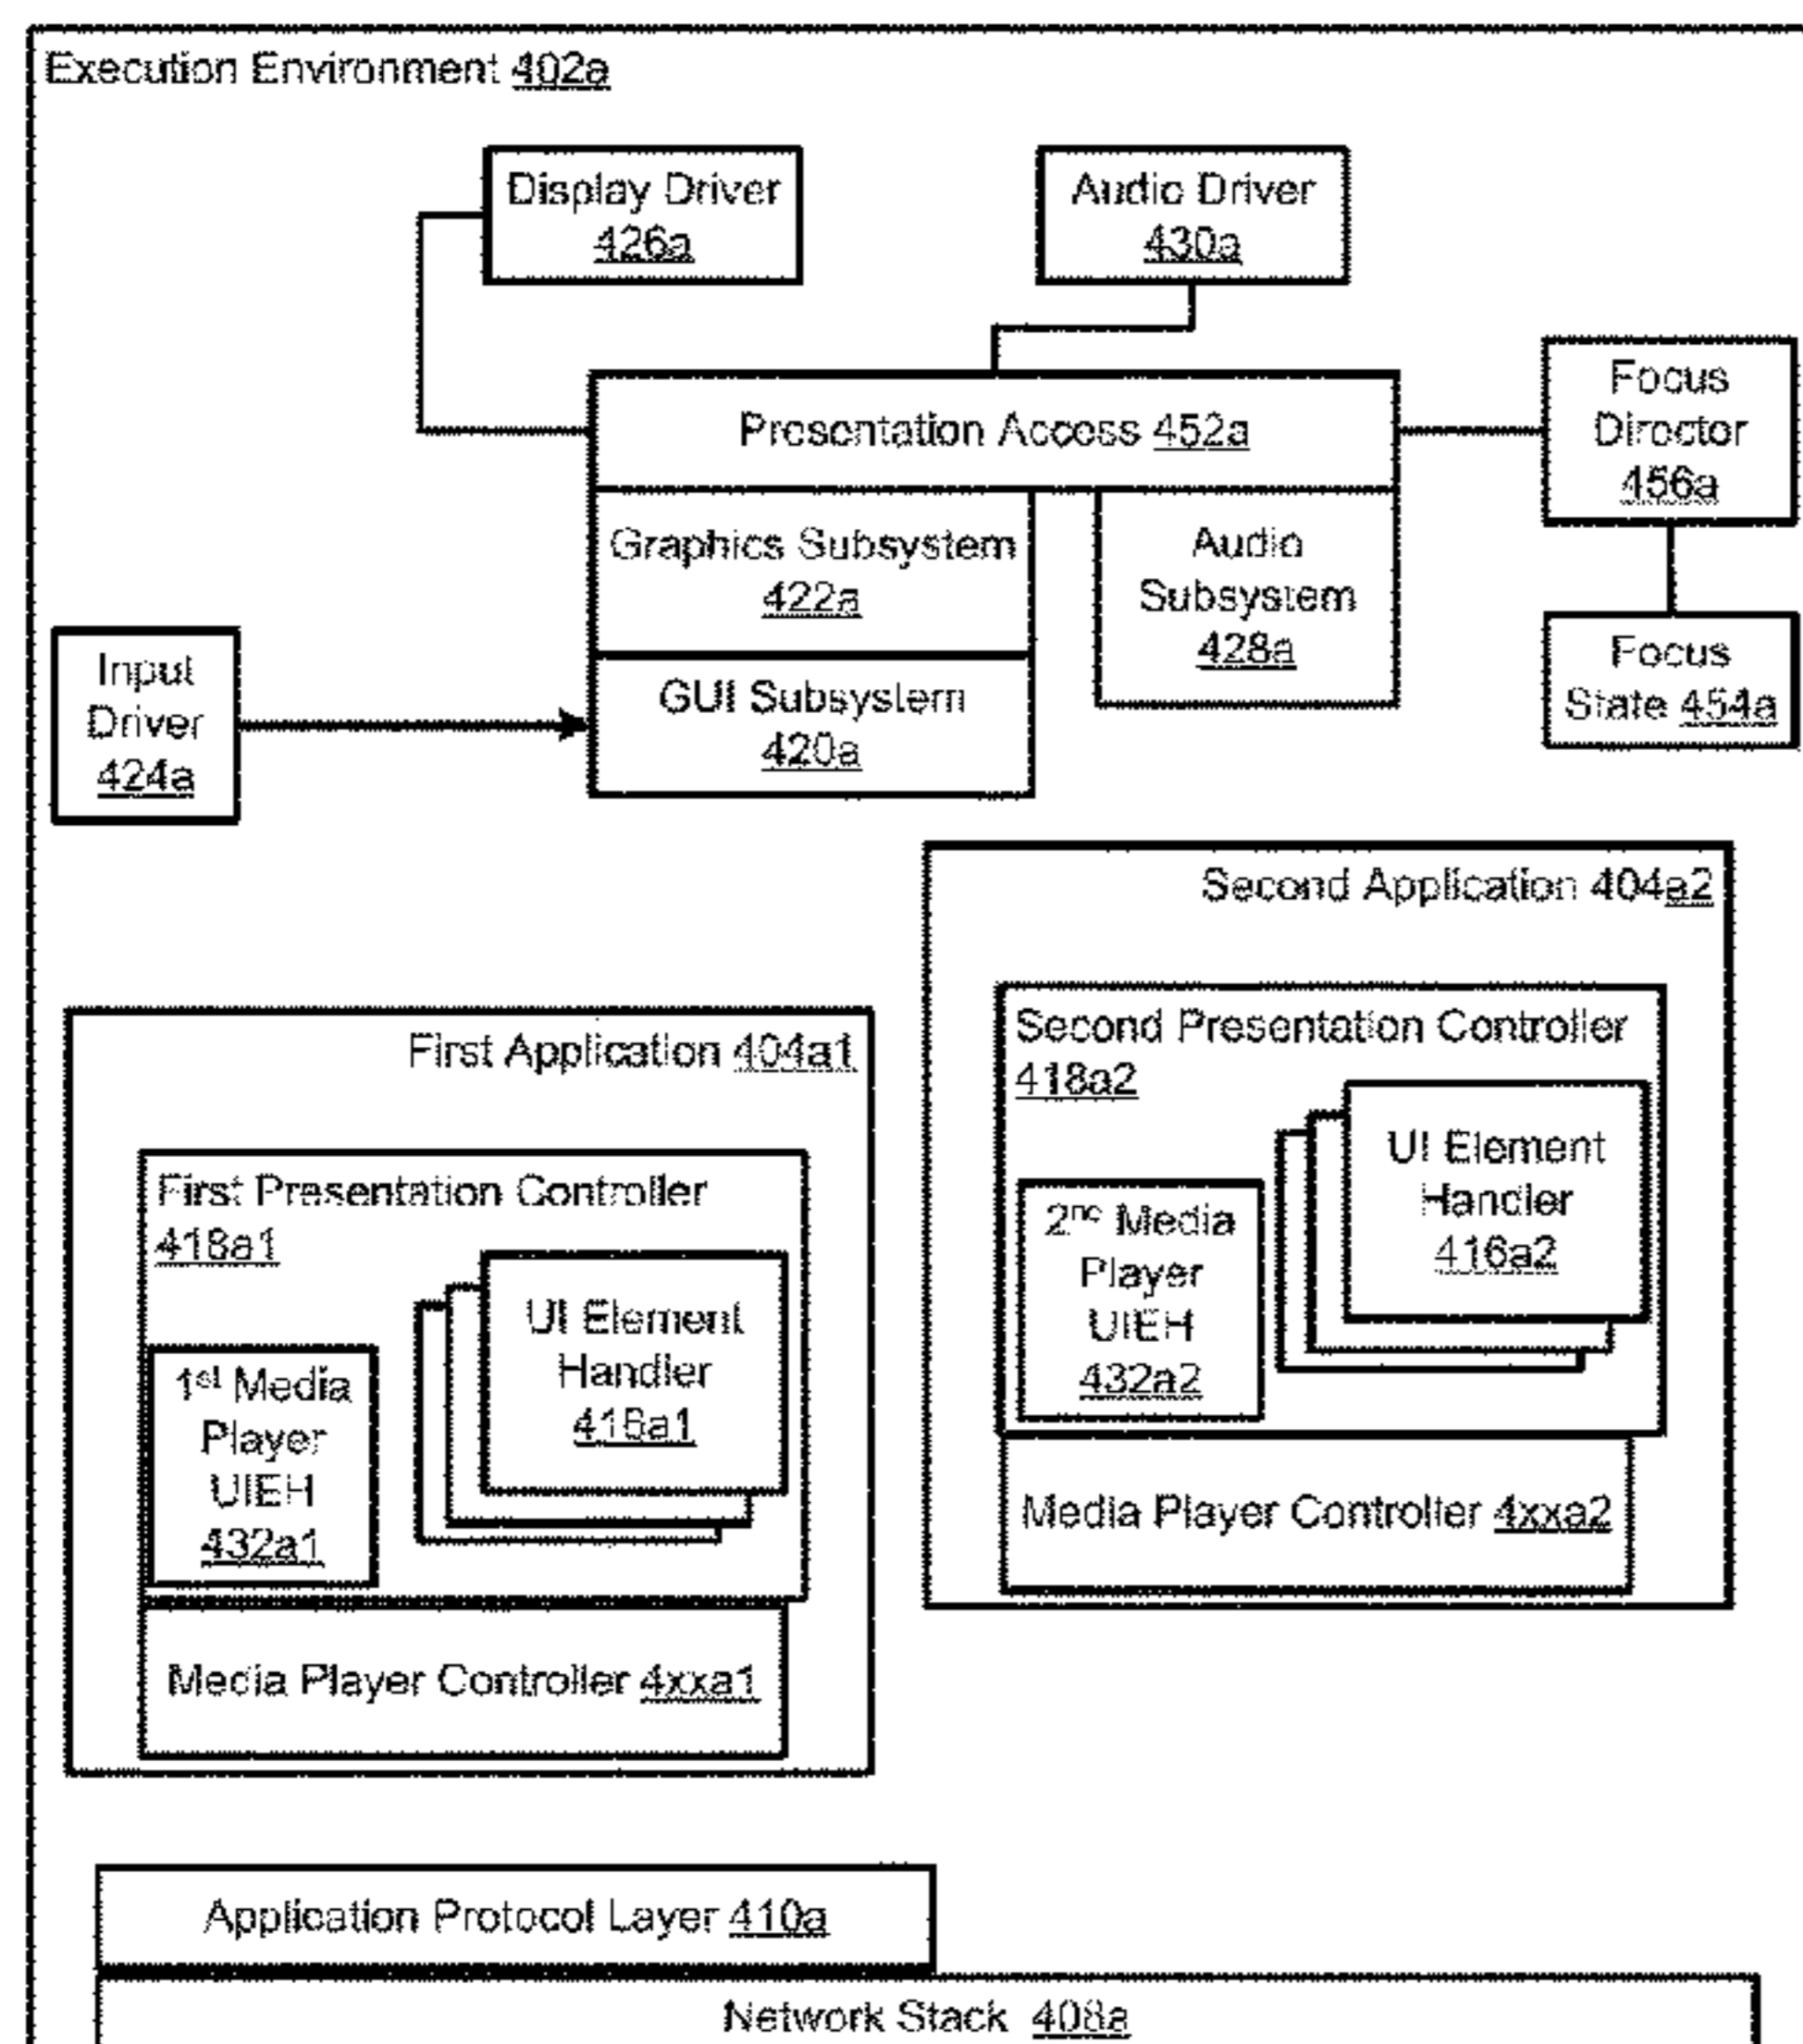 Execution Environment 402a
Display Driver
426a
Audio Driver
430a
Presentation Access 452a
Focus
Director
456a
Graphics Subsystem
422a
Audio
Subsystem
428a
Focus
State 454a
Input
Driver
424a
GUI Subsystem
420a
Second Application 404a2
First Application 404a1
Second Presentation Controller
418a2
UI Element
Handler
416a2
2nd Media
Player
UIEH
432a2
First Presentation Controller
418a1
UI Element
Handler
416a1
1st Media
Player
UIEH
432a1
Media Player Controller 4xxa2
Media Player Controller 4xxa1
Application Protocol Layer 410a
Network Stack 408a